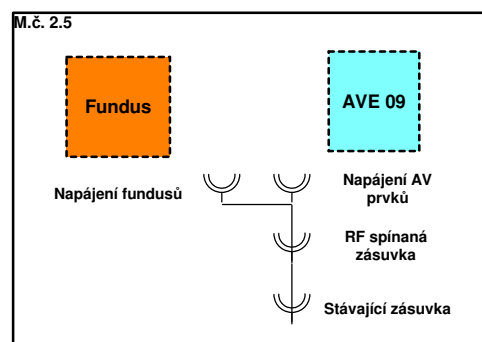 M.č. 2.5
Fundus
AVE 09
Napájení fundusů
Napájení AV
prvků
RF spínaná
zásuvka
Stávající zásuvka